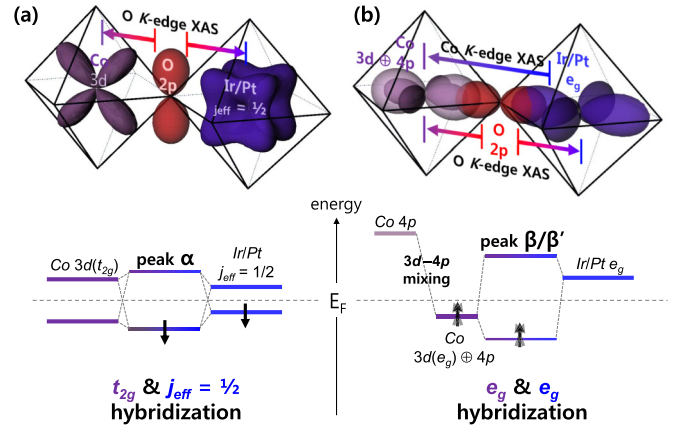 (a)
O K-edge XAS
Co
3d
O
2p
Ir/Pt
jeff = ½
(b)
Co
3d ⊕ 4p
Co K-edge XAS
Ir/Pt
eg
O
2p
O K-edge XAS
energy
EF
Co 3d(t2g)
peak α
Ir/Pt
jeff = 1/2
t2g & jeff = ½
hybridization
Co 4p
3d–4p
mixing
peak β/β′
Ir/Pt eg
Co
3d(eg) ⊕ 4p
eg & eg
hybridization